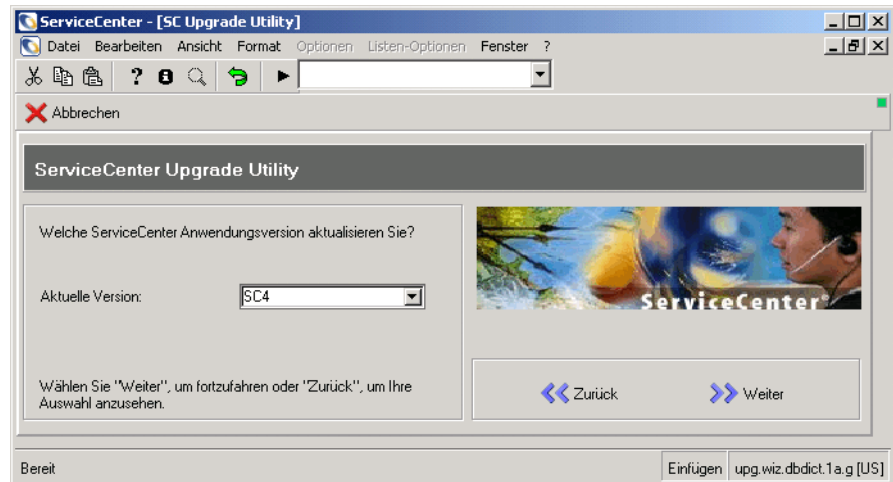 ServiceCenter - [SC Upgrade Utility]
Datei Bearbeiten Ansicht Format Optionen Listen-Optionen Fenster ?
Abbrechen
ServiceCenter Upgrade Utility
Welche ServiceCenter Anwendungsversion aktualisieren Sie?
Aktuelle Version: SC4
Wählen Sie "Weiter", um fortzufahren oder "Zurück", um Ihre
Auswahl anzusehen.
ServiceCenter®
Zurück Weiter
Bereit Einfügen upg.wiz.dbdict.1a.g [US]